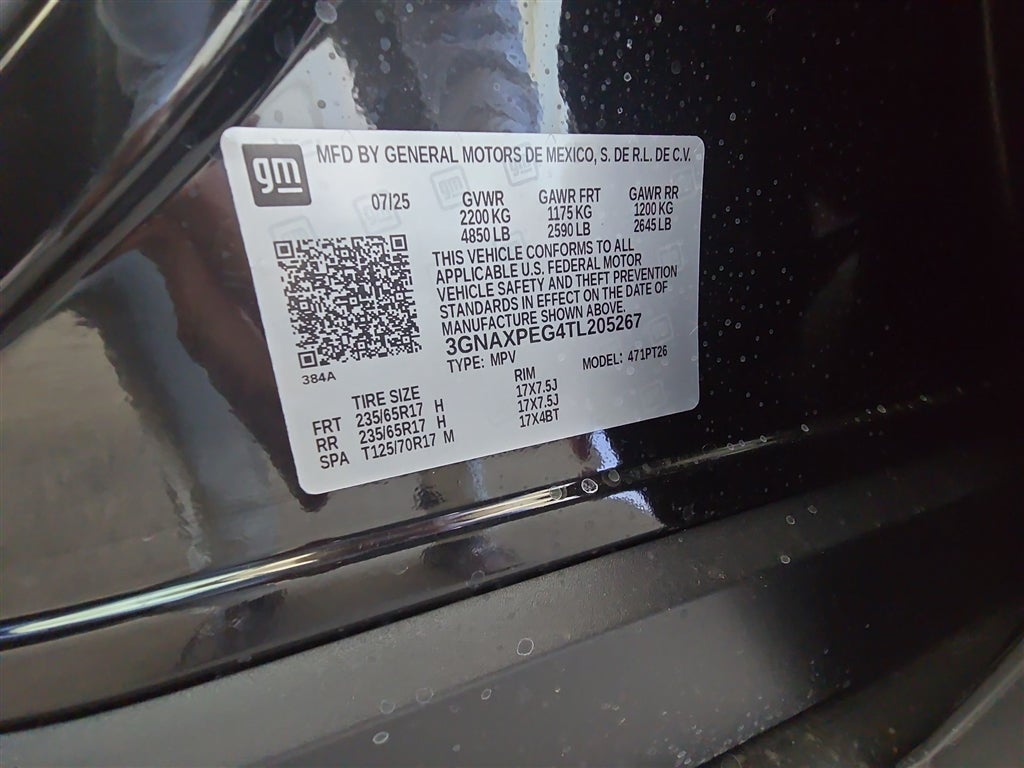 gm
MFD BY GENERAL MOTORS DE MEXICO, S. DE R.L. DE C.V.
07/25 GVWR GAWR FRT GAWR RR
2200 KG 1175 KG 1200 KG
4850 LB 2590 LB 2645 LB
THIS VEHICLE CONFORMS TO ALL
APPLICABLE U.S. FEDERAL MOTOR
VEHICLE SAFETY AND THEFT PREVENTION
STANDARDS IN EFFECT ON THE DATE OF
MANUFACTURE SHOWN ABOVE.
3GNAXPEG4TL205267
TYPE: MPV MODEL: 471PT26
384A
TIRE SIZE RIM
FRT 235/65R17 H 17X7.5J
RR 235/65R17 H 17X7.5J
SPA T125/70R17 M 17X4BT